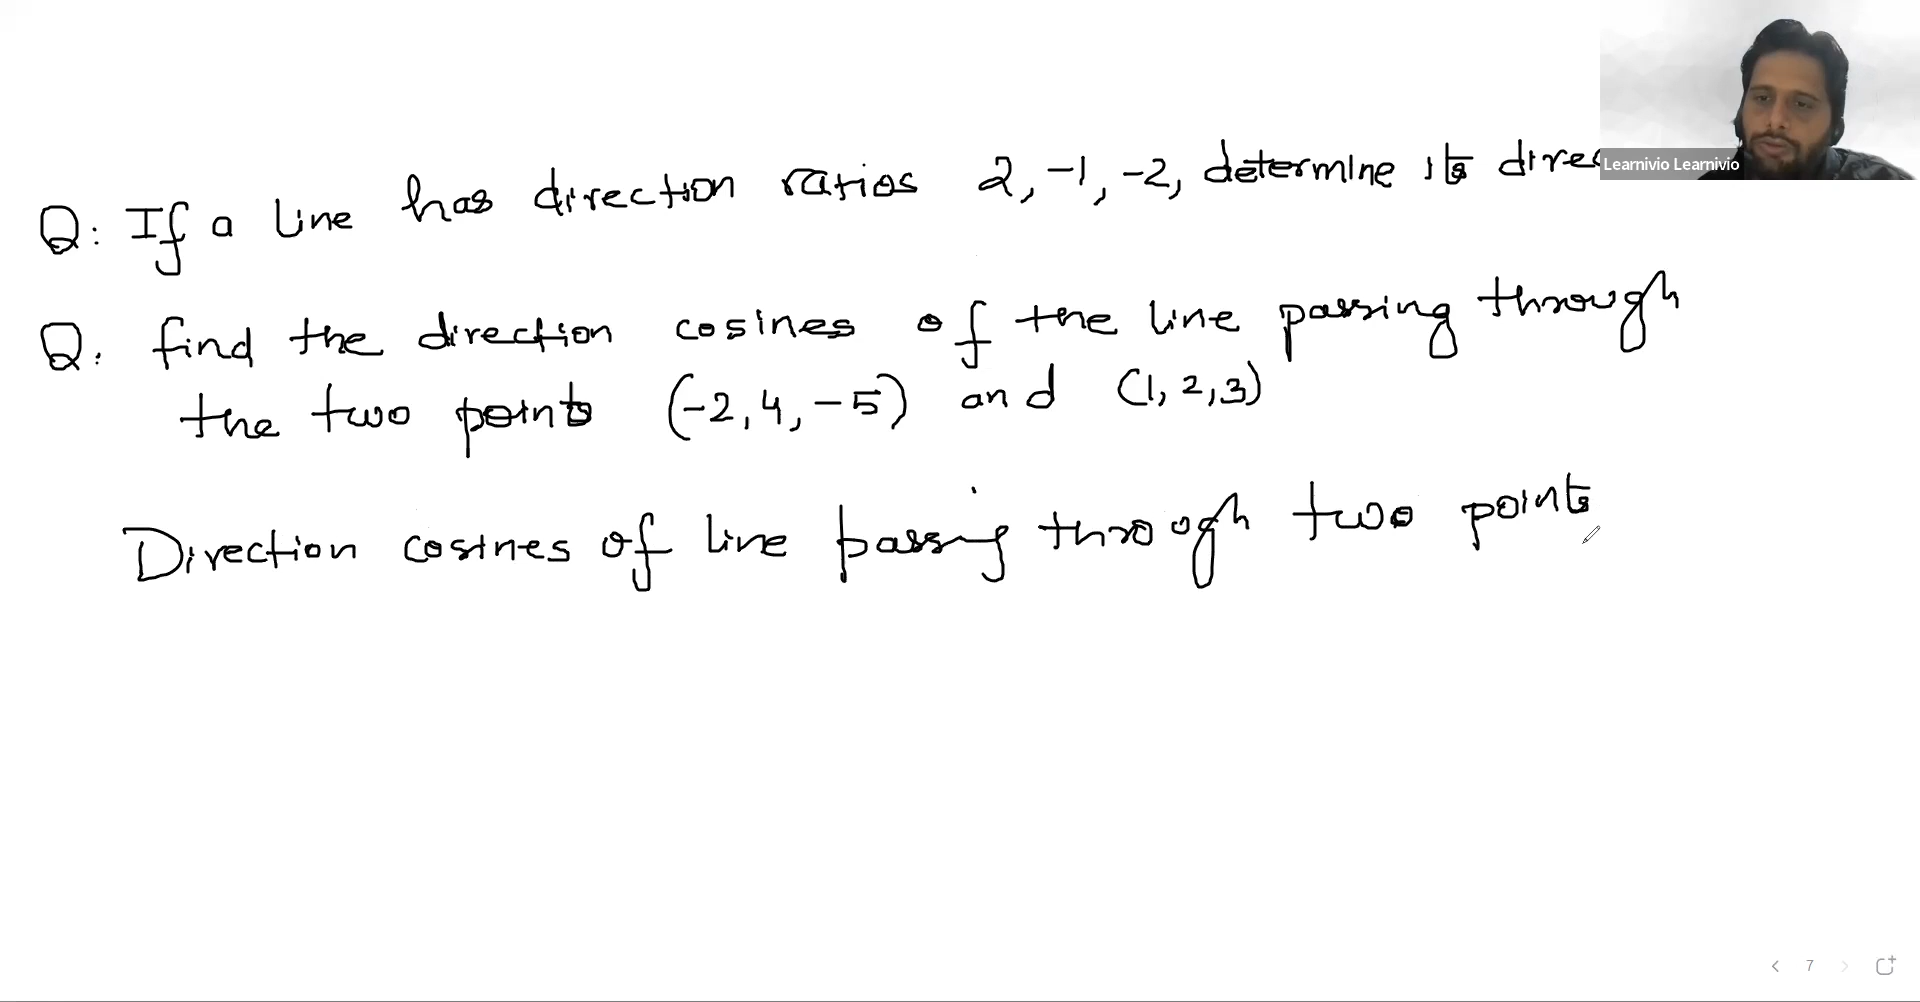 Q: If a line has direction ratios 2, -1, -2, determine its direc
Learnivio Learnivio
Q. find the direction cosines of the line passing through
the two points (-2, 4, -5) and (1, 2, 3)
Direction cosines of line passing through two points
7